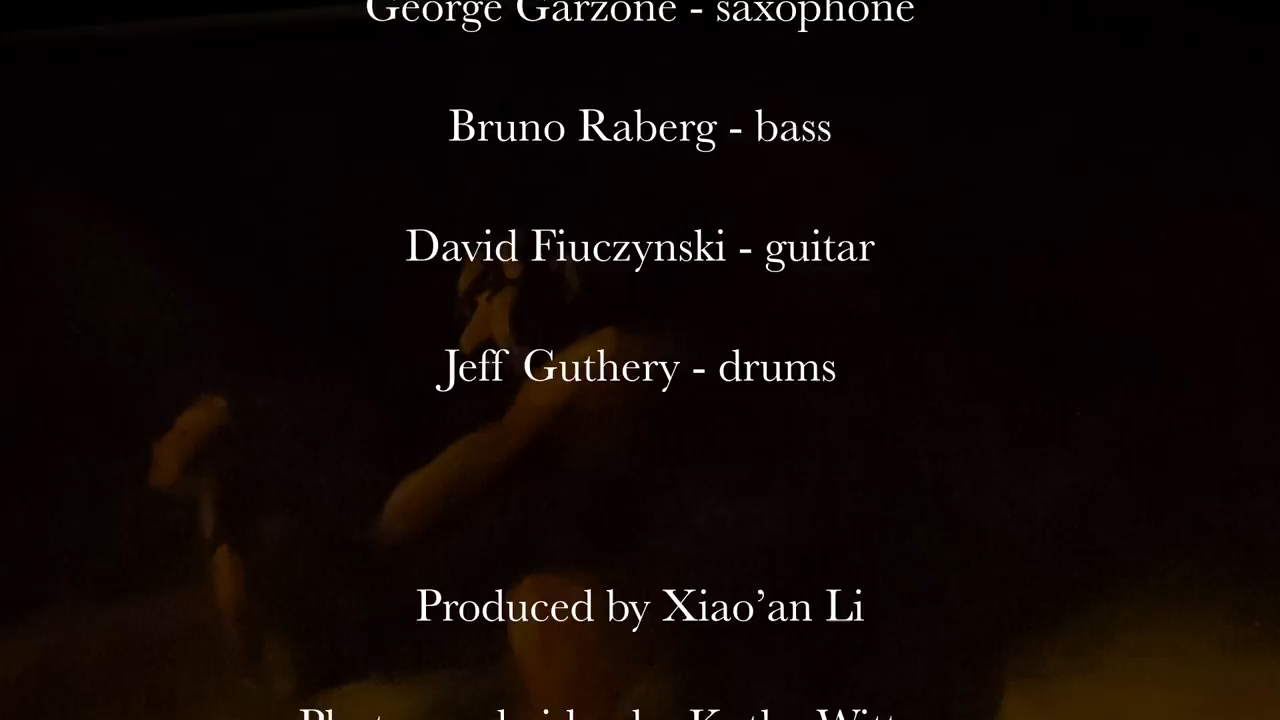 George Garzone - saxophone
Bruno Raberg - bass
David Fiuczynski - guitar
Jeff Guthery - drums
Produced by Xiao’an Li